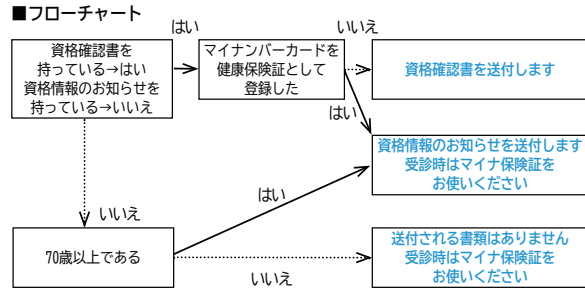 ■フローチャート
はい
いいえ
資格確認書を
持っている→はい
資格情報のお知らせを
持っている→いいえ
マイナンバーカードを
健康保険証として
登録した
資格確認書を送付します
はい
資格情報のお知らせを送付します
受診時はマイナ保険証を
お使いください
はい
いいえ
70歳以上である
送付される書類はありません
受診時はマイナ保険証を
お使いください
いいえ